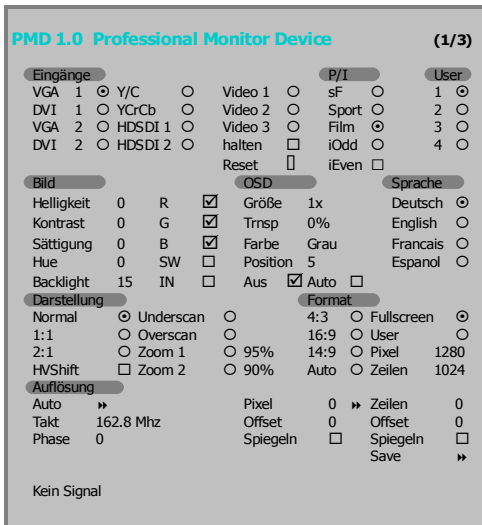 PMD 1.0 Professional Monitor Device (1/3)
Eingänge P/I User
VGA 1 Y/C Video 1 sF 1
DVI 1 YCrCb Video 2 Sport 2
VGA 2 HDSDI 1 Video 3 Film 3
DVI 2 HDSDI 2 halten iOdd 4
Reset iEven
Bild OSD Sprache
Helligkeit 0 R Größe 1x Deutsch
Kontrast 0 G Trnsp 0% English
Sättigung 0 B Farbe Grau Francais
Hue 0 SW Position 5 Espanol
Backlight 15 IN Aus Auto
Darstellung Format
Normal Underscan 4:3 Fullscreen
1:1 Overscan 16:9 User
2:1 Zoom 1 95% 14:9 Pixel 1280
HVShift Zoom 2 90% Auto Zeilen 1024
Auflösung
Auto Pixel 0 Zeilen 0
Takt 162.8 Mhz Offset 0 Offset 0
Phase 0 Spiegeln Spiegeln
Save
Kein Signal